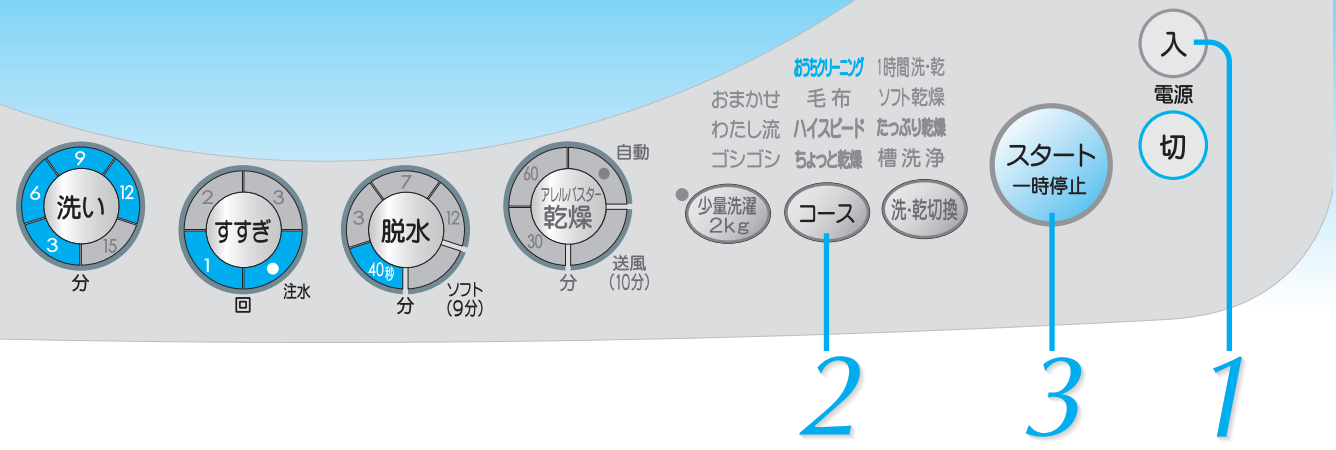 洗い
3
6
9
12
15
分
すすぎ
1
2
3
注水
回
脱水
40秒
3
7
12
分
ソフト
(9分)
アレルバスター
乾燥
30
60
自動
分
送風
(10分)
おうちクリーニング
1時間洗・乾
おまかせ
毛布
ソフト乾燥
わたし流
ハイスピード
たっぷり乾燥
ゴシゴシ
ちょっと乾燥
槽洗浄
少量洗濯
2kg
コース
洗・乾切換
スタート
一時停止
入
電源
切
2
3
1